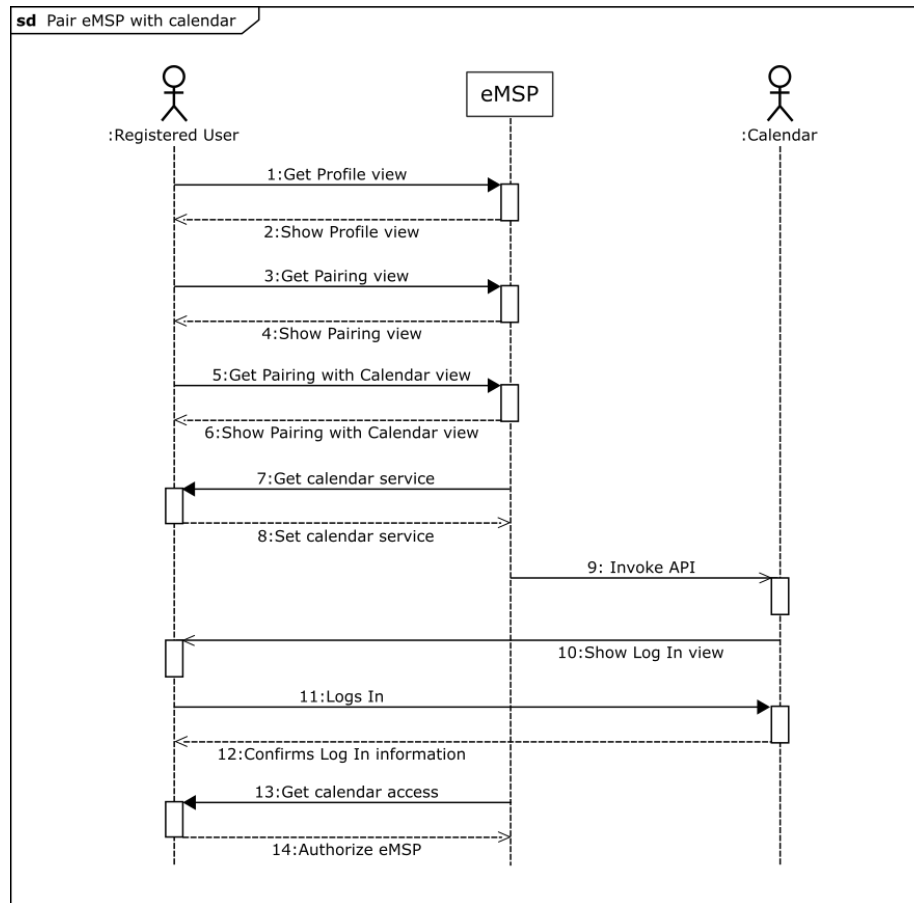 sd Pair eMSP with calendar
eMSP
:Registered User
:Calendar
1:Get Profile view
2:Show Profile view
3:Get Pairing view
4:Show Pairing view
5:Get Pairing with Calendar view
6:Show Pairing with Calendar view
7:Get calendar service
8:Set calendar service
9: Invoke API
10:Show Log In view
11:Logs In
12:Confirms Log In information
13:Get calendar access
14:Authorize eMSP